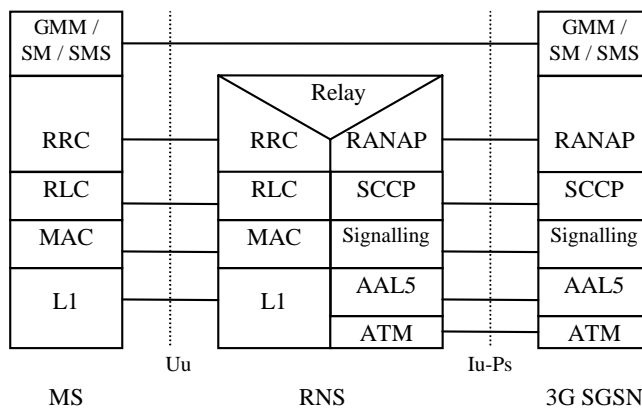 GMM /
SM / SMS
GMM /
SM / SMS
Relay
RRC
RRC
RANAP
RANAP
RLC
RLC
SCCP
SCCP
MAC
MAC
Signalling
Signalling
L1
L1
AAL5
AAL5
ATM
ATM
Uu
Iu-Ps
MS
RNS
3G SGSN